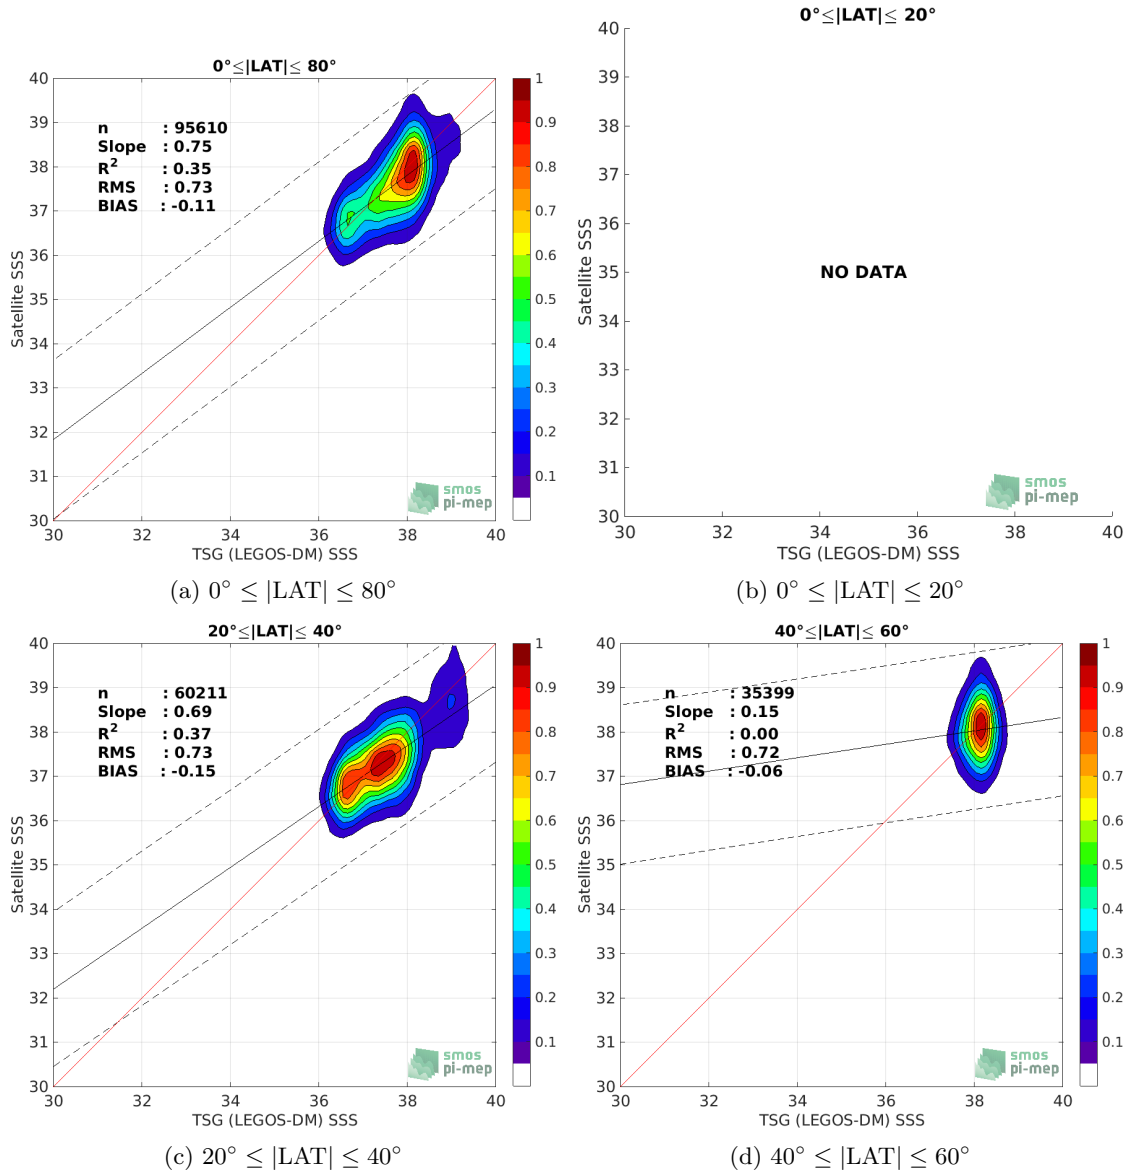 0°≤|LAT|≤ 80°
40
39
38
37
36
35
34
33
32
31
30
Satellite SSS
n : 95610
Slope : 0.75
R2 : 0.35
RMS : 0.73
BIAS : -0.11
30 32 34 36 38 40
TSG (LEGOS-DM) SSS
smos
pi-mep
1
0.9
0.8
0.7
0.6
0.5
0.4
0.3
0.2
0.1
(a) 0° ≤ |LAT| ≤ 80°
0°≤|LAT|≤ 20°
40
39
38
37
36
35
34
33
32
31
30
Satellite SSS
NO DATA
30 32 34 36 38 40
TSG (LEGOS-DM) SSS
smos
pi-mep
(b) 0° ≤ |LAT| ≤ 20°
20°≤|LAT|≤ 40°
40
39
38
37
36
35
34
33
32
31
30
Satellite SSS
n : 60211
Slope : 0.69
R2 : 0.37
RMS : 0.73
BIAS : -0.15
30 32 34 36 38 40
TSG (LEGOS-DM) SSS
smos
pi-mep
1
0.9
0.8
0.7
0.6
0.5
0.4
0.3
0.2
0.1
(c) 20° ≤ |LAT| ≤ 40°
40°≤|LAT|≤ 60°
40
39
38
37
36
35
34
33
32
31
30
Satellite SSS
n : 35399
Slope : 0.15
R2 : 0.00
RMS : 0.72
BIAS : -0.06
30 32 34 36 38 40
TSG (LEGOS-DM) SSS
smos
pi-mep
1
0.9
0.8
0.7
0.6
0.5
0.4
0.3
0.2
0.1
(d) 40° ≤ |LAT| ≤ 60°